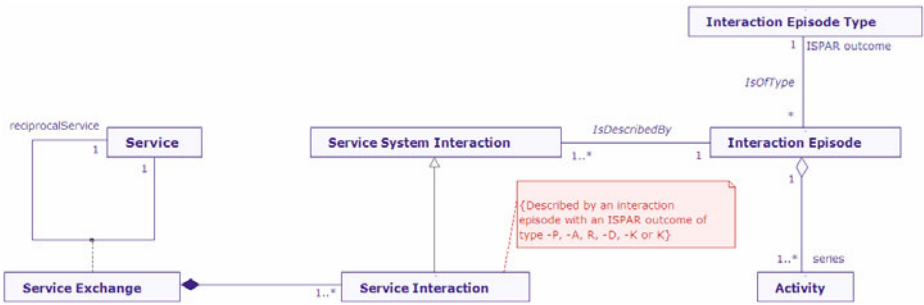 Interaction Episode Type
1
ISPAR outcome
IsOfType
*
reciprocalService
1
Service
1
Service System Interaction
IsDescribedBy
1..*
1
Interaction Episode
1
{Described by an interaction
episode with an ISPAR outcome of
type -P, -A, R, -D, -K or K}
1..*
series
Service Exchange
1..*
Service Interaction
Activity